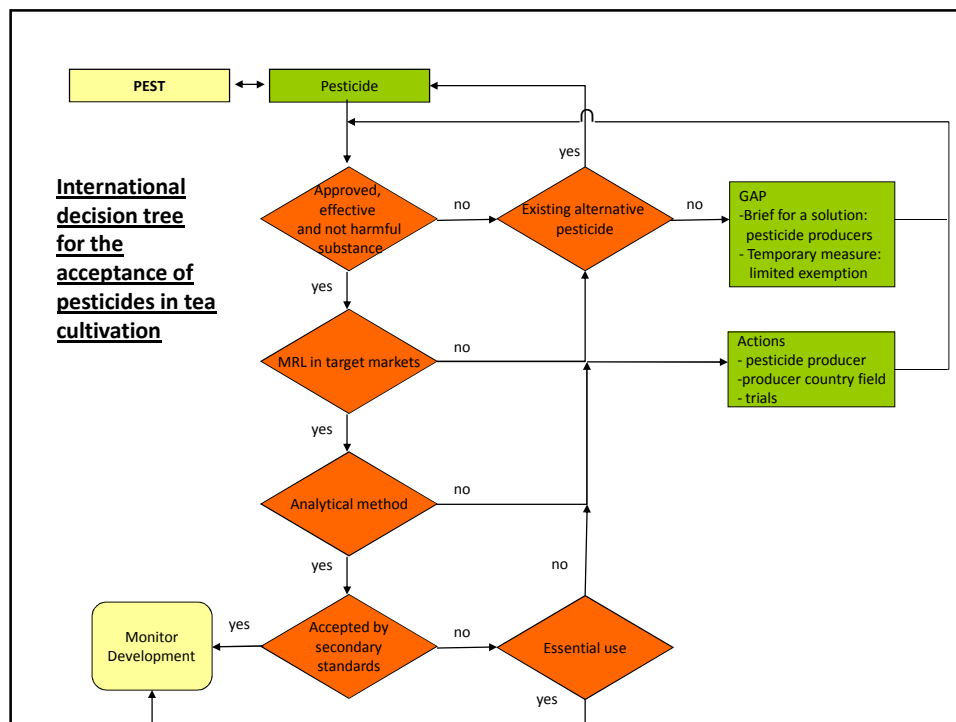 PEST
Pesticide
yes
International
decision tree
for the
acceptance of
pesticides in tea
cultivation
Approved,
effective
and not harmful
substance
no
Existing alternative
pesticide
no
GAP
-Brief for a solution:
pesticide producers
- Temporary measure:
limited exemption
yes
MRL in target markets
no
Actions
- pesticide producer
-producer country field
- trials
yes
Analytical method
no
yes
no
Monitor
Development
yes
Accepted by
secondary
standards
no
Essential use
yes